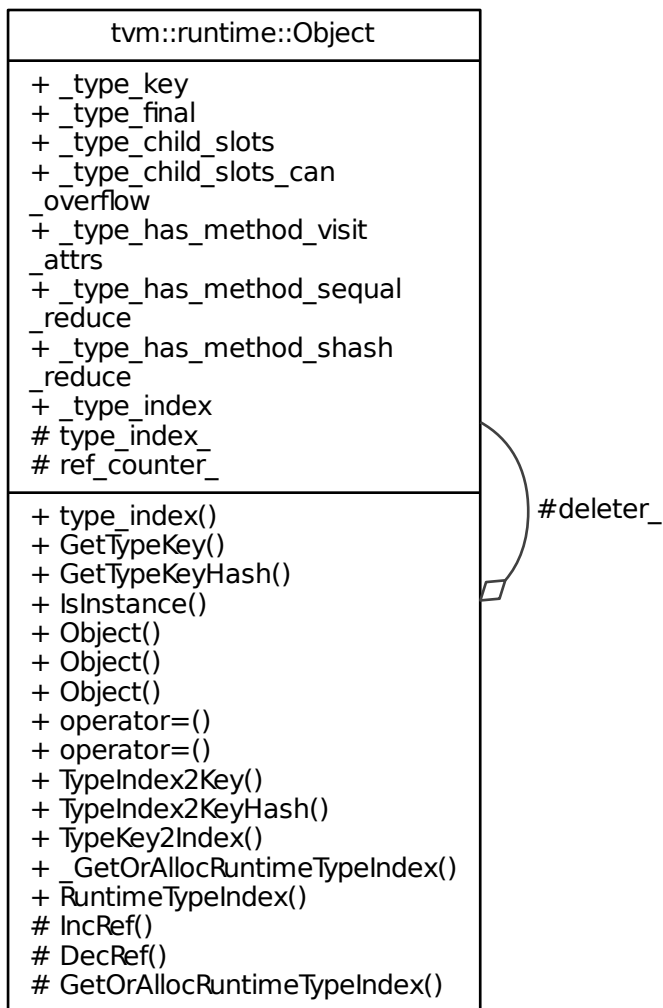 tvm::runtime::Object
+ _type_key
+ _type_final
+ _type_child_slots
+ _type_child_slots_can
_overflow
+ _type_has_method_visit
_attrs
+ _type_has_method_sequal
_reduce
+ _type_has_method_shash
_reduce
+ _type_index
# type_index_
# ref_counter_
#deleter_
+ type_index()
+ GetTypeKey()
+ GetTypeKeyHash()
+ IsInstance()
+ Object()
+ Object()
+ Object()
+ operator=()
+ operator=()
+ TypeIndex2Key()
+ TypeIndex2KeyHash()
+ TypeKey2Index()
+ _GetOrAllocRuntimeTypeIndex()
+ RuntimeTypeIndex()
# IncRef()
# DecRef()
# GetOrAllocRuntimeTypeIndex()